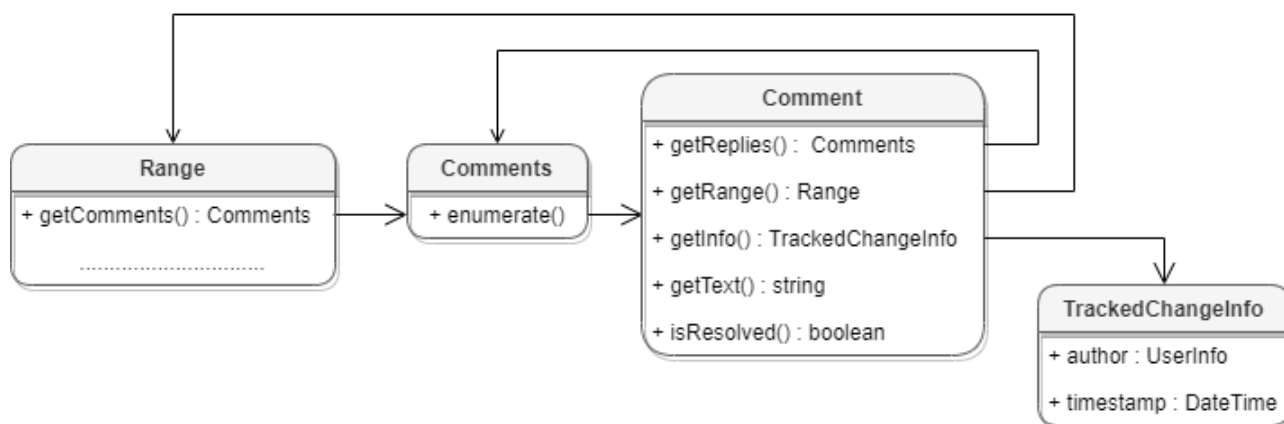 Range
+ getComments() : Comments
..............................
Comments
+ enumerate()
Comment
+ getReplies() :  Comments
+ getRange() : Range
+ getInfo() : TrackedChangeInfo
+ getText() : string
+ isResolved() : boolean
TrackedChangeInfo
+ author : UserInfo
+ timestamp : DateTime